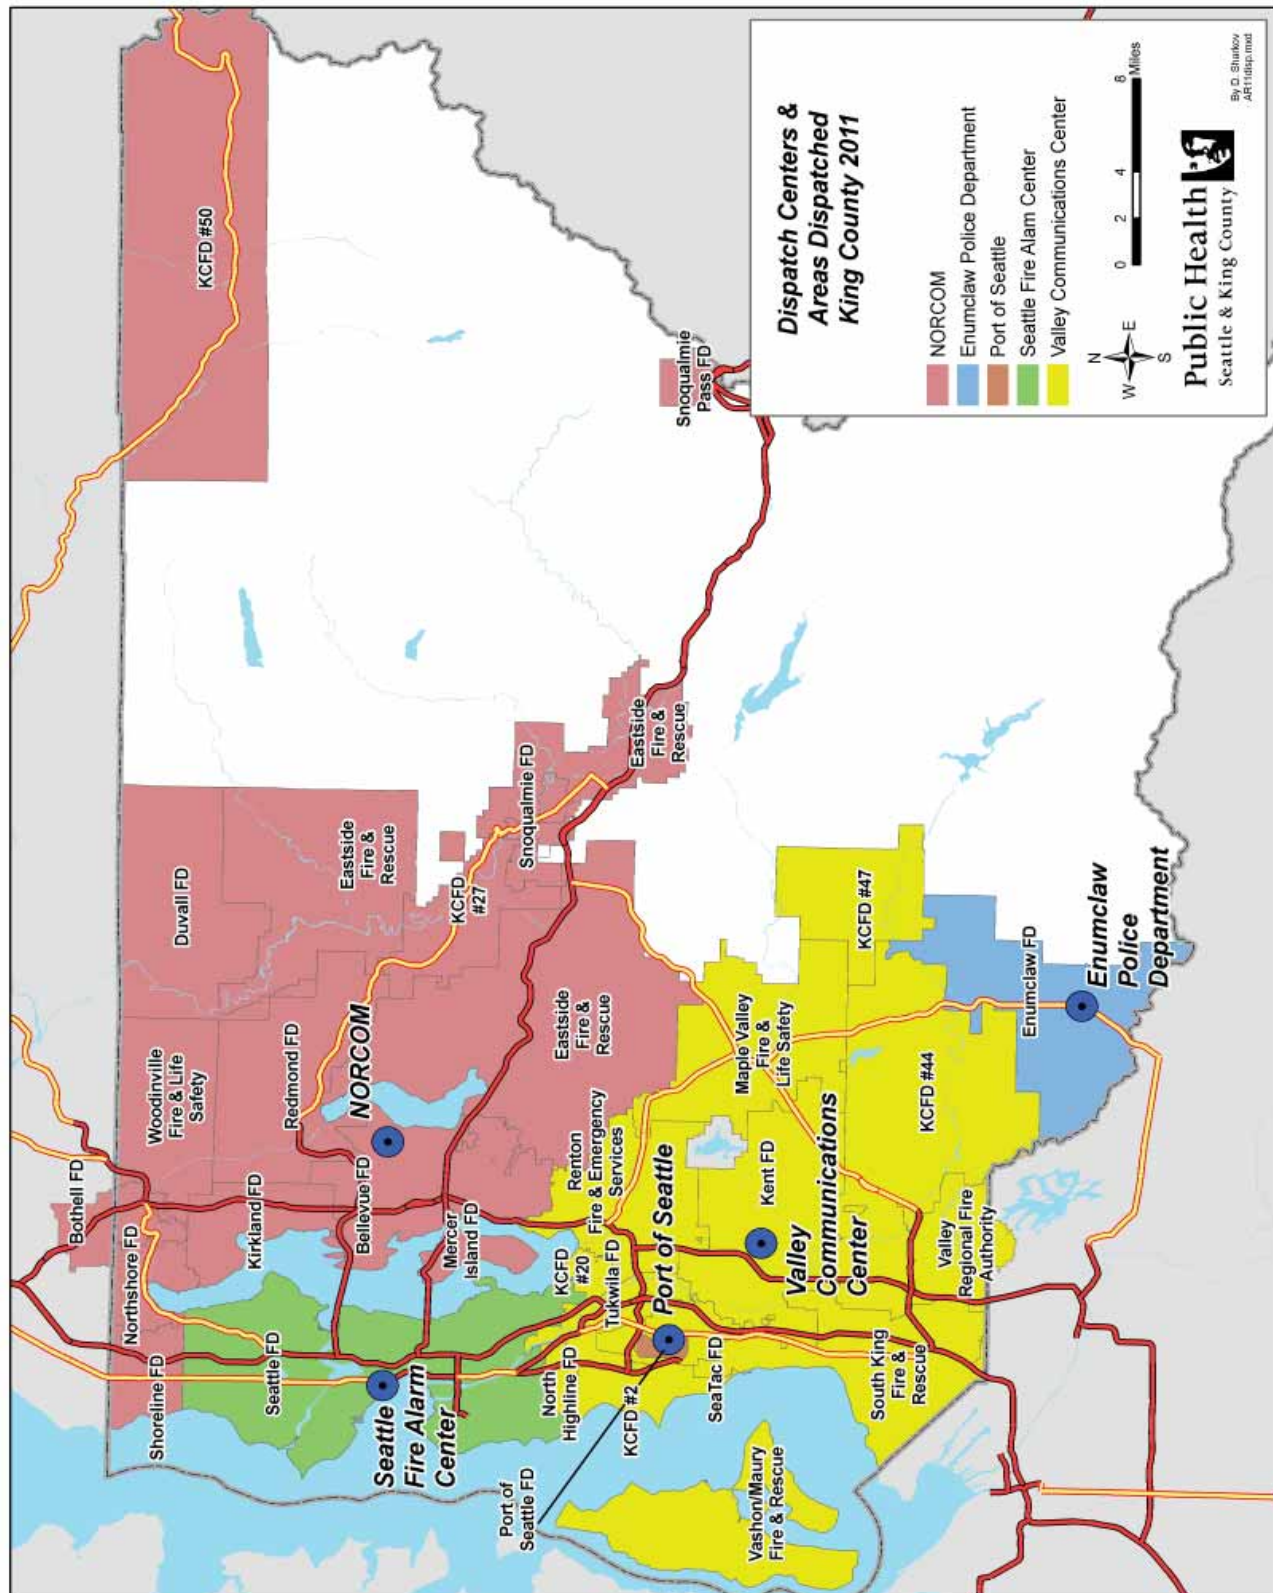 Dispatch Centers &
Areas Dispatched
King County 2011
NORCOM
Enumclaw Police Department
Port of Seattle
Seattle Fire Alarm Center
Valley Communications Center
N
W
E
S
0
2
4
8
Miles
Public Health
Seattle & King County
By D. Sharkov
AR11disp.mxd
KCFD #50
Snoqualmie
Pass FD
Duvall FD
Eastside
Fire &
Rescue
Snoqualmie FD
Eastside
Fire &
Rescue
KCFD
#27
Woodinville
Fire & Life
Safety
Redmond FD
NORCOM
Eastside
Fire &
Rescue
Bothell FD
Northshore FD
Kirkland FD
Bellevue FD
Mercer
Island FD
Shoreline FD
Seattle FD
Seattle
Fire Alarm
Center
Renton
Fire & Emergency
Services
KCFD
#20
Tukwila FD
Port of Seattle
North
Highline FD
KCFD #2
SeaTac FD
Port of
Seattle FD
Vashon/Maury
Fire & Rescue
South King
Fire &
Rescue
Kent FD
Valley
Communications
Center
Valley
Regional Fire
Authority
Maple Valley
Fire &
Life Safety
KCFD #47
KCFD #44
Enumclaw FD
Enumclaw
Police
Department